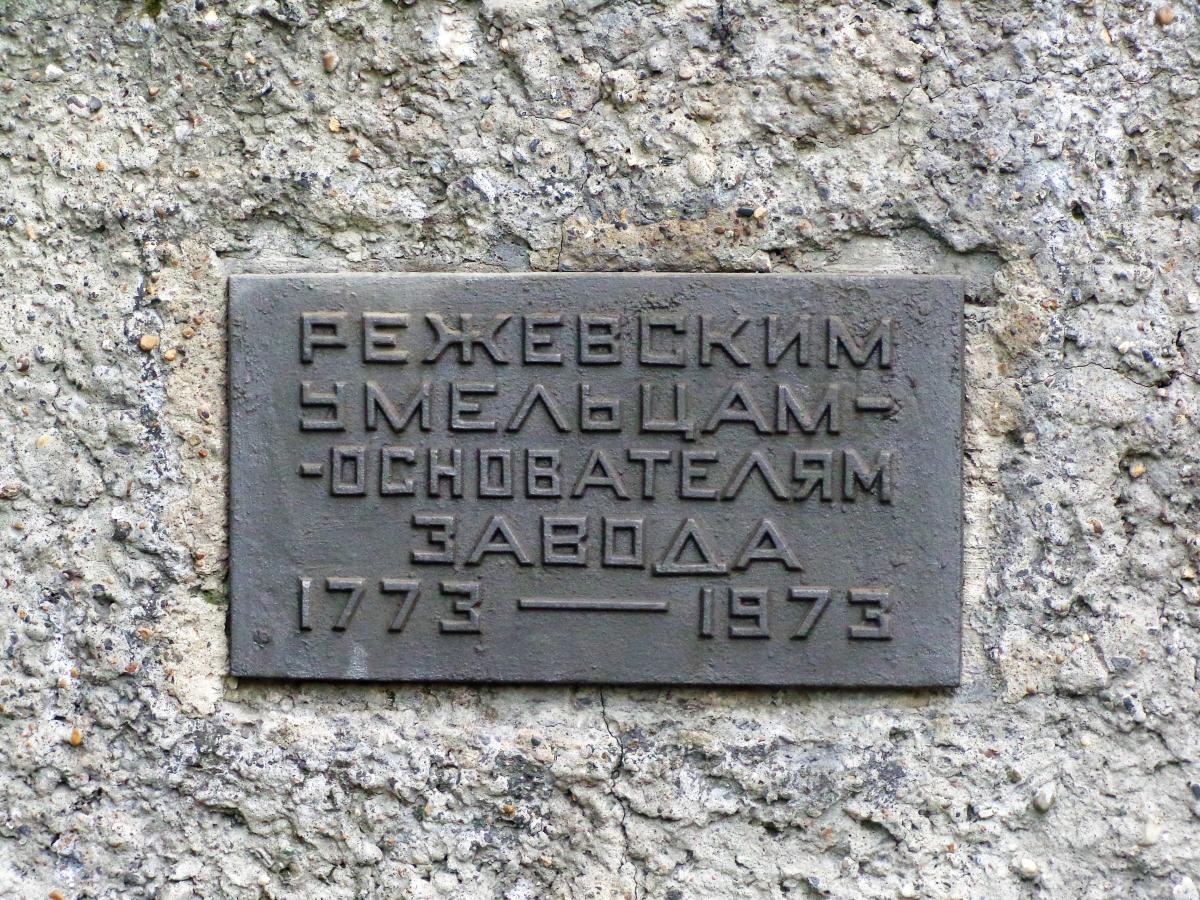 РЕЖЕВСКИМ
УМЕЛЬЦАМ-
-ОСНОВАТЕЛЯМ
ЗАВОДА
1773 — 1973